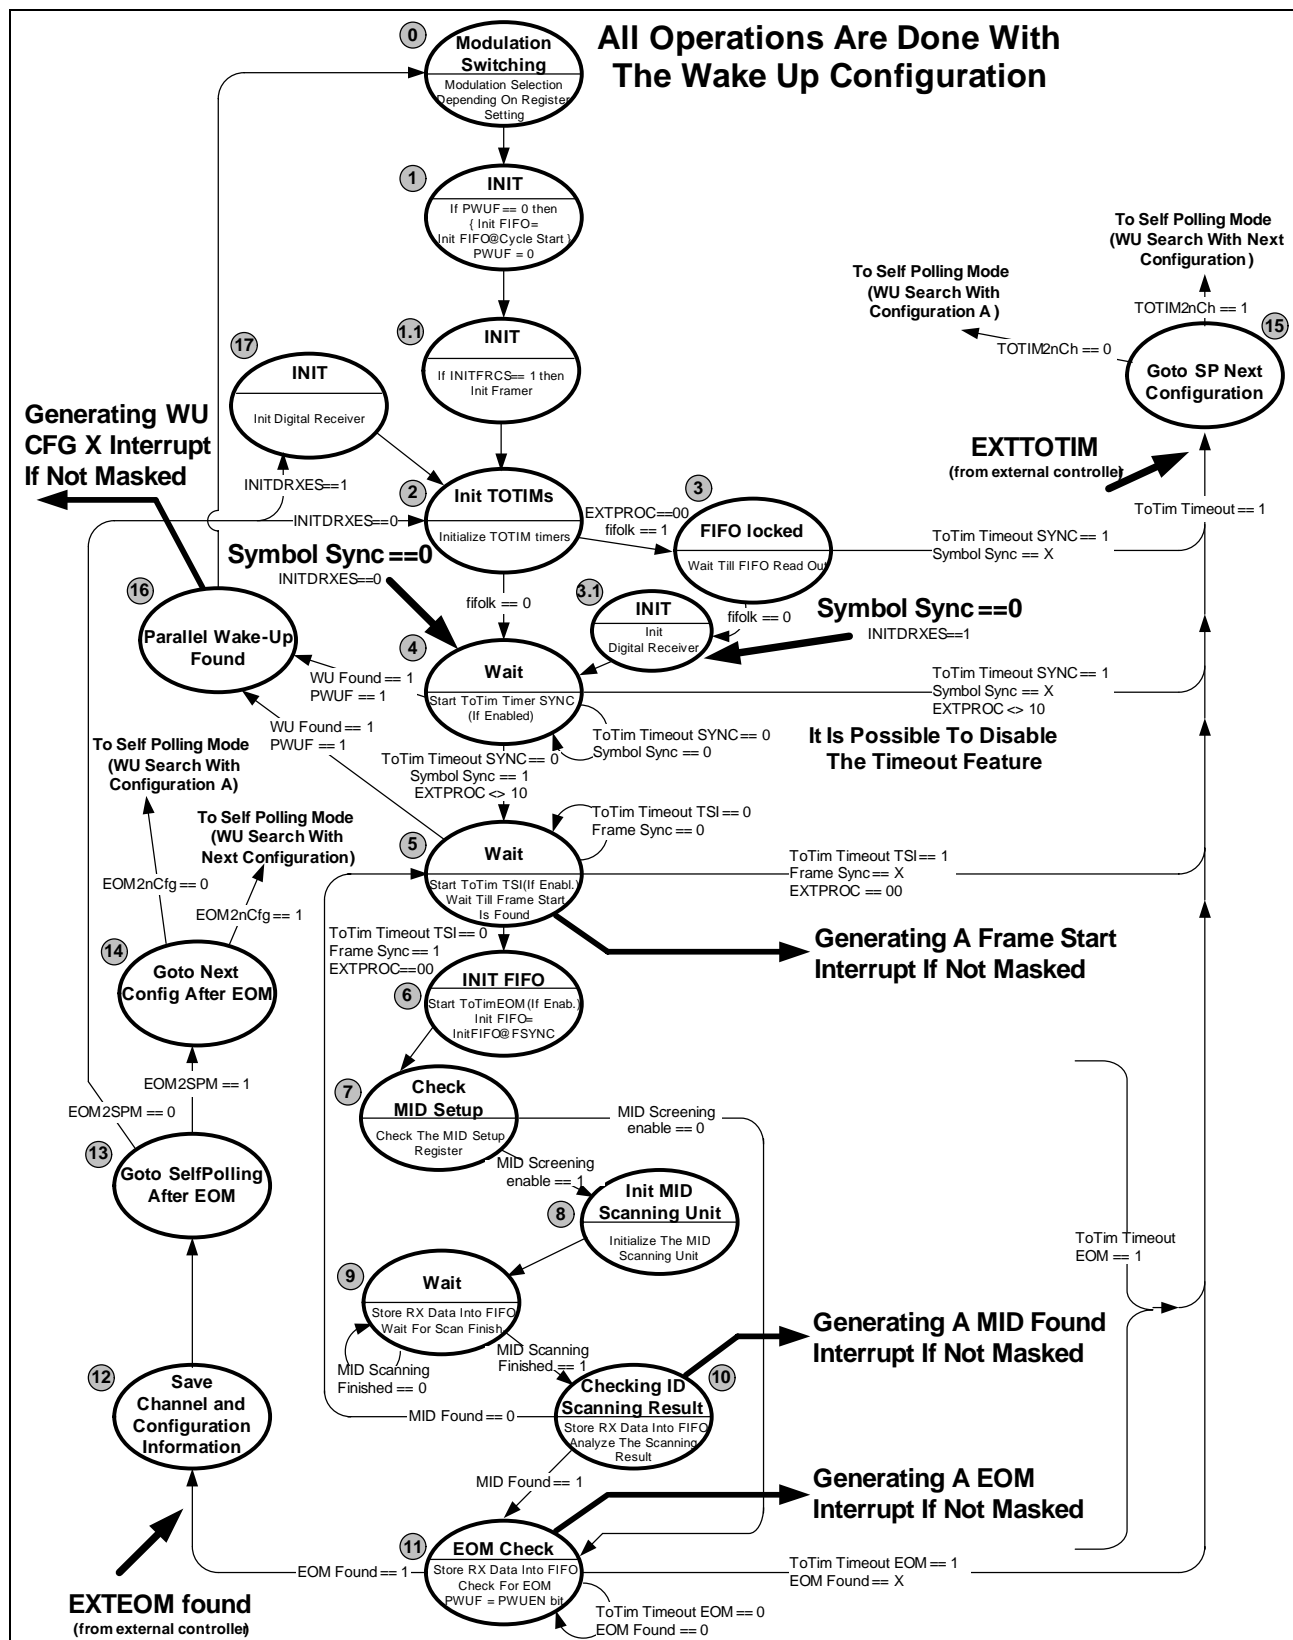 All Operations Are Done With
The Wake Up Configuration
0
Modulation
Switching
Modulation Selection
Depending On Register
Setting
1
INIT
If PWUF== 0 then
{ Init FIFO=
Init FIFO@Cycle Start }
PWUF = 0
1.1
INIT
If INITFRCS== 1 then
Init Framer
17
INIT
Init Digital Receiver
To Self Polling Mode
(WU Search With Next
Configuration)
To Self Polling Mode
(WU Search With
Configuration A)
TOTIM2nCh == 1
TOTIM2nCh == 0
15
Goto SP Next
Configuration
EXTTOTIM
(from external controller)
ToTim Timeout == 1
Generating WU
CFG X Interrupt
If Not Masked
INITDRXES==1
INITDRXES==0
2
Init TOTIMs
Initialize TOTIM timers
EXTPROC==00
fifolk == 1
3
FIFO locked
Wait Till FIFO Read Out
ToTim Timeout SYNC== 1
Symbol Sync == X
Symbol Sync==0
INITDRXES==0
fifolk == 0
fifolk == 0
3.1
INIT
Init
Digital Receiver
Symbol Sync==0
INITDRXES==1
16
Parallel Wake-Up
Found
WU Found== 1
PWUF == 1
4
Wait
Start ToTim Timer SYNC
(If Enabled)
ToTim Timeout SYNC== 1
Symbol Sync == X
EXTPROC <> 10
ToTim Timeout SYNC== 0
Symbol Sync == 0
WU Found== 1
PWUF == 1
It Is Possible To Disable
The Timeout Feature
ToTim Timeout SYNC== 0
Symbol Sync == 1
EXTPROC <> 10
To Self Polling Mode
(WU Search With
Configuration A)
To Self Polling Mode
(WU Search With
Next Configuration)
5
Wait
Start ToTim TSI(If Enabl.)
Wait Till Frame Start
Is Found
ToTim Timeout TSI== 0
Frame Sync== 0
ToTim Timeout TSI== 1
Frame Sync== X
EXTPROC == 00
EOM2nCfg== 0
EOM2nCfg== 1
ToTim Timeout TSI== 0
Frame Sync== 1
EXTPROC==00
Generating A Frame Start
Interrupt If Not Masked
14
Goto Next
Config After EOM
6
INIT FIFO
Start ToTimEOM(If Enab.)
Init FIFO=
InitFIFO@FSYNC
EOM2SPM == 1
EOM2SPM== 0
7
Check
MID Setup
Check The MID Setup
Register
MID Screening
enable == 0
MID Screening
enable == 1
13
Goto SelfPolling
After EOM
8
Init MID
Scanning Unit
Initialize The MID
Scanning Unit
ToTim Timeout
EOM == 1
9
Wait
Store RX Data Into FIFO
Wait For Scan Finish
MID Scanning
Finished== 0
MID Scanning
Finished== 1
Generating A MID Found
Interrupt If Not Masked
12
Save
Channel and
Configuration
Information
10
Checking ID
Scanning Result
Store RX Data Into FIFO
Analyze The Scanning
Result
MID Found== 0
MID Found== 1
Generating A EOM
Interrupt If Not Masked
11
EOM Check
Store RX Data Into FIFO
Check For EOM
PWUF = PWUEN bit
EOM Found== 1
ToTim Timeout EOM== 1
EOM Found== X
ToTim Timeout EOM== 0
EOM Found== 0
EXTEOM found
(from external controller)